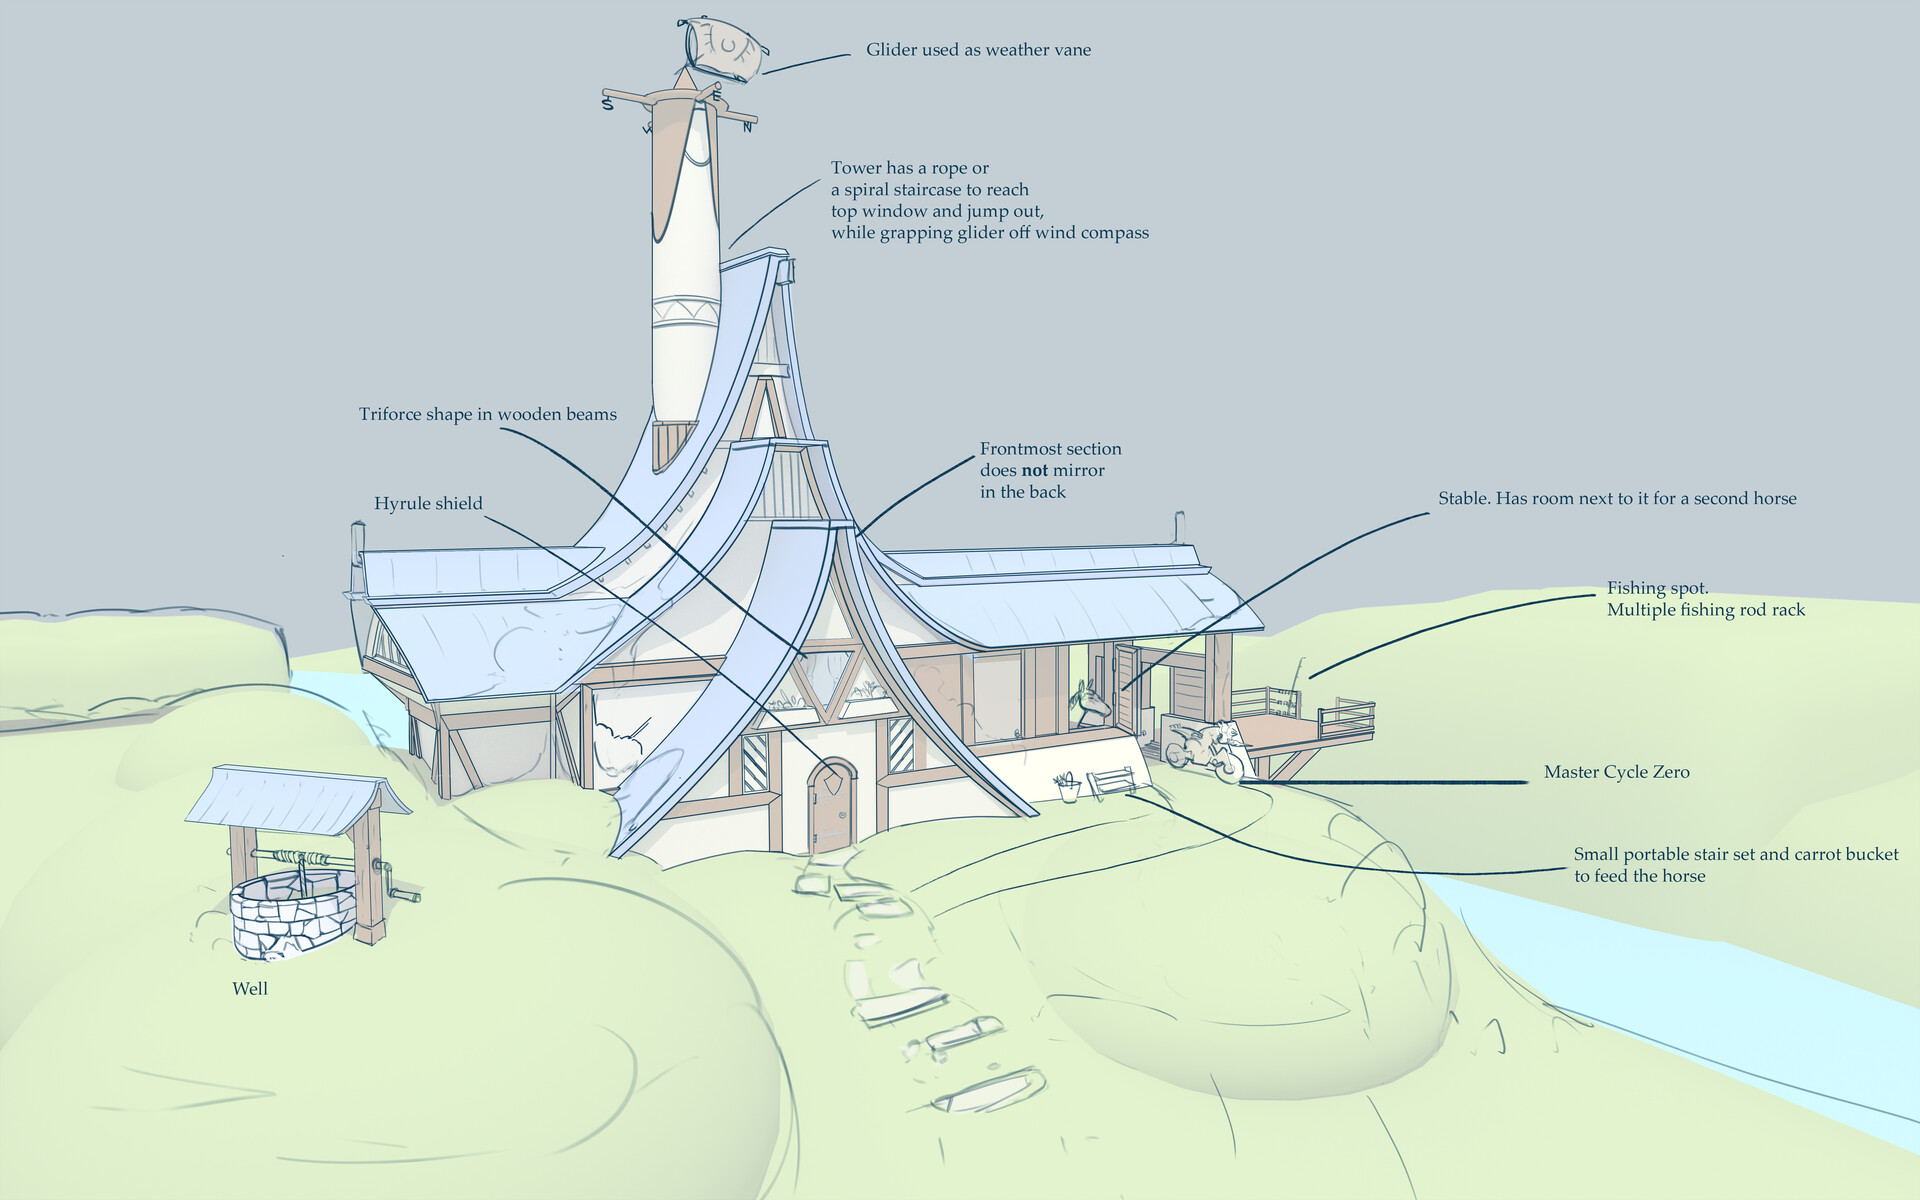 Glider used as weather vane
S
E
W
N
Tower has a rope or
a spiral staircase to reach
top window and jump out,
while grapping glider off wind compass
Triforce shape in wooden beams
Hyrule shield
Frontmost section
does not mirror
in the back
Stable. Has room next to it for a second horse
Fishing spot.
Multiple fishing rod rack
Master Cycle Zero
Small portable stair set and carrot bucket
to feed the horse
Well